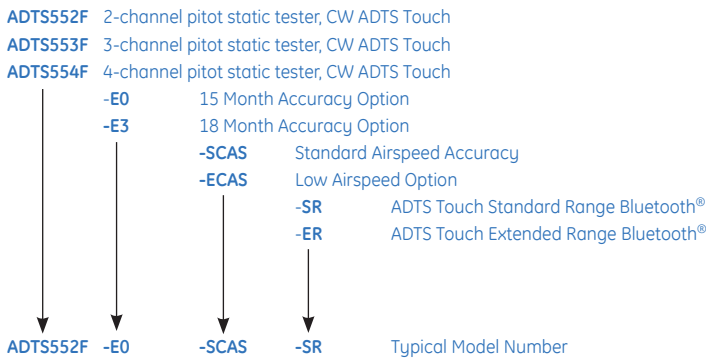 ADTS552F 2-channel pitot static tester, CW ADTS Touch
ADTS553F 3-channel pitot static tester, CW ADTS Touch
ADTS554F 4-channel pitot static tester, CW ADTS Touch
-E0 15 Month Accuracy Option
-E3 18 Month Accuracy Option
-SCAS Standard Airspeed Accuracy
-ECAS Low Airspeed Option
-SR ADTS Touch Standard Range Bluetooth®
-ER ADTS Touch Extended Range Bluetooth®
ADTS552F -E0 -SCAS -SR Typical Model Number